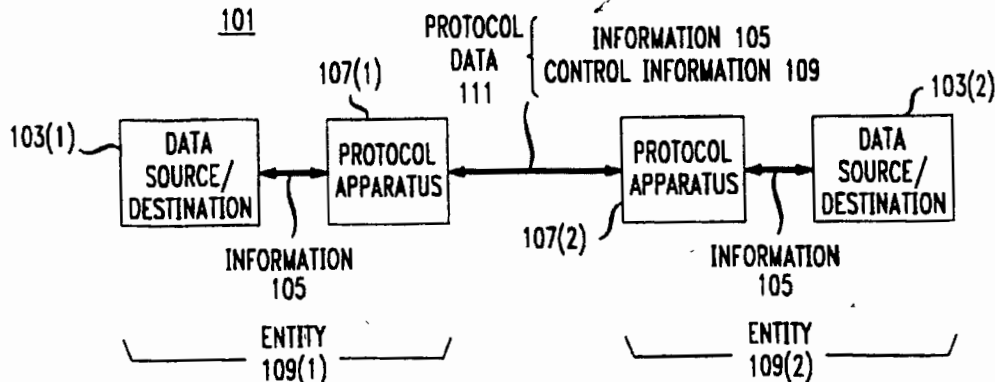 101
PROTOCOL
DATA
111
INFORMATION 105
CONTROL INFORMATION 109
107(1)
103(2)
103(1)
DATA
SOURCE/
DESTINATION
PROTOCOL
APPARATUS
PROTOCOL
APPARATUS
DATA
SOURCE/
DESTINATION
107(2)
INFORMATION
105
INFORMATION
105
ENTITY
109(1)
ENTITY
109(2)